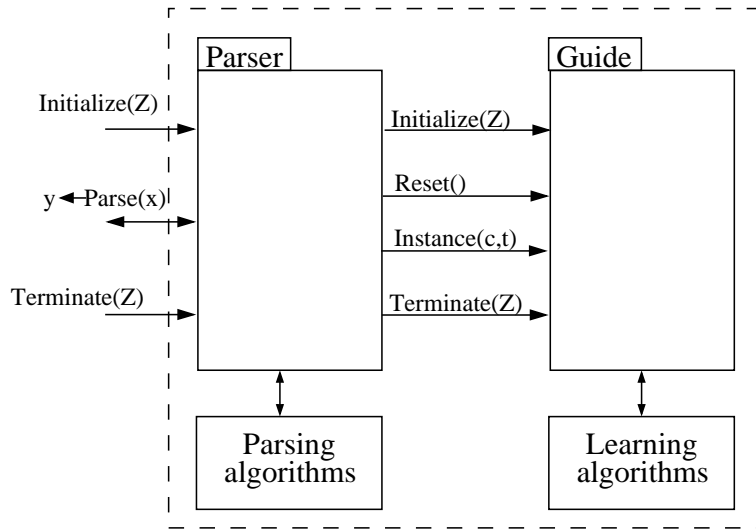 Parser
Guide
Initialize(Z)
Initialize(Z)
Reset()
y
Parse(x)
Instance(c,t)
Terminate(Z)
Terminate(Z)
Parsing
algorithms
Learning
algorithms